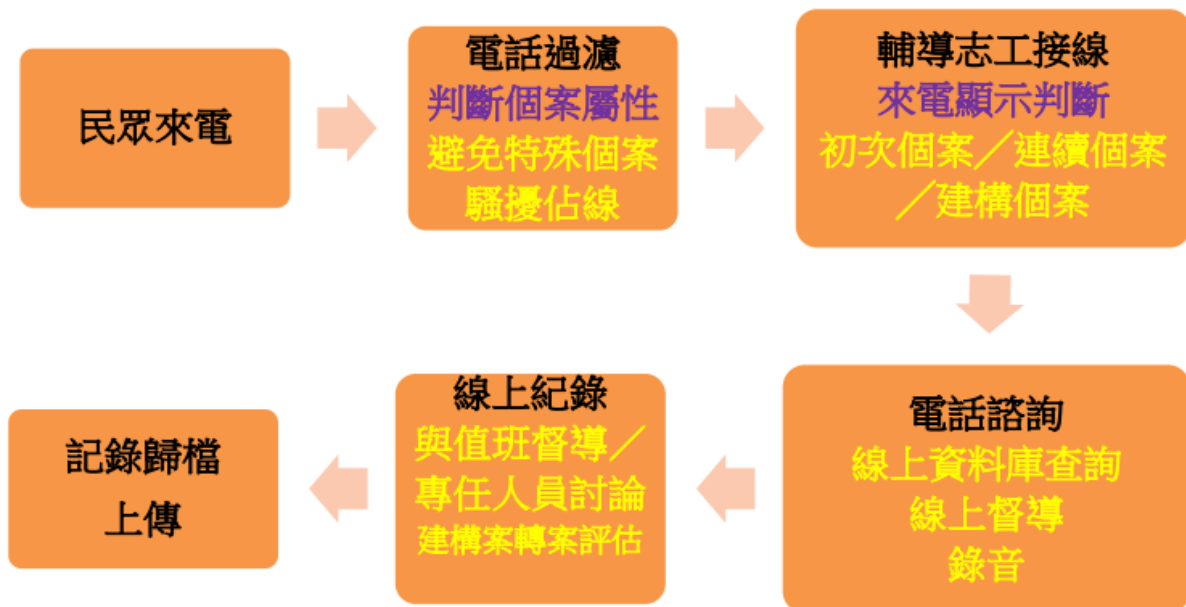 民眾來電
電話過濾
判斷個案屬性
避免特殊個案
騷擾佔線
輔導志工接線
來電顯示判斷
初次個案／連續個案
／建構個案
電話諮詢
線上資料庫查詢
線上督導
錄音
線上紀錄
與值班督導／
專任人員討論
建構案轉案評估
記錄歸檔
上傳